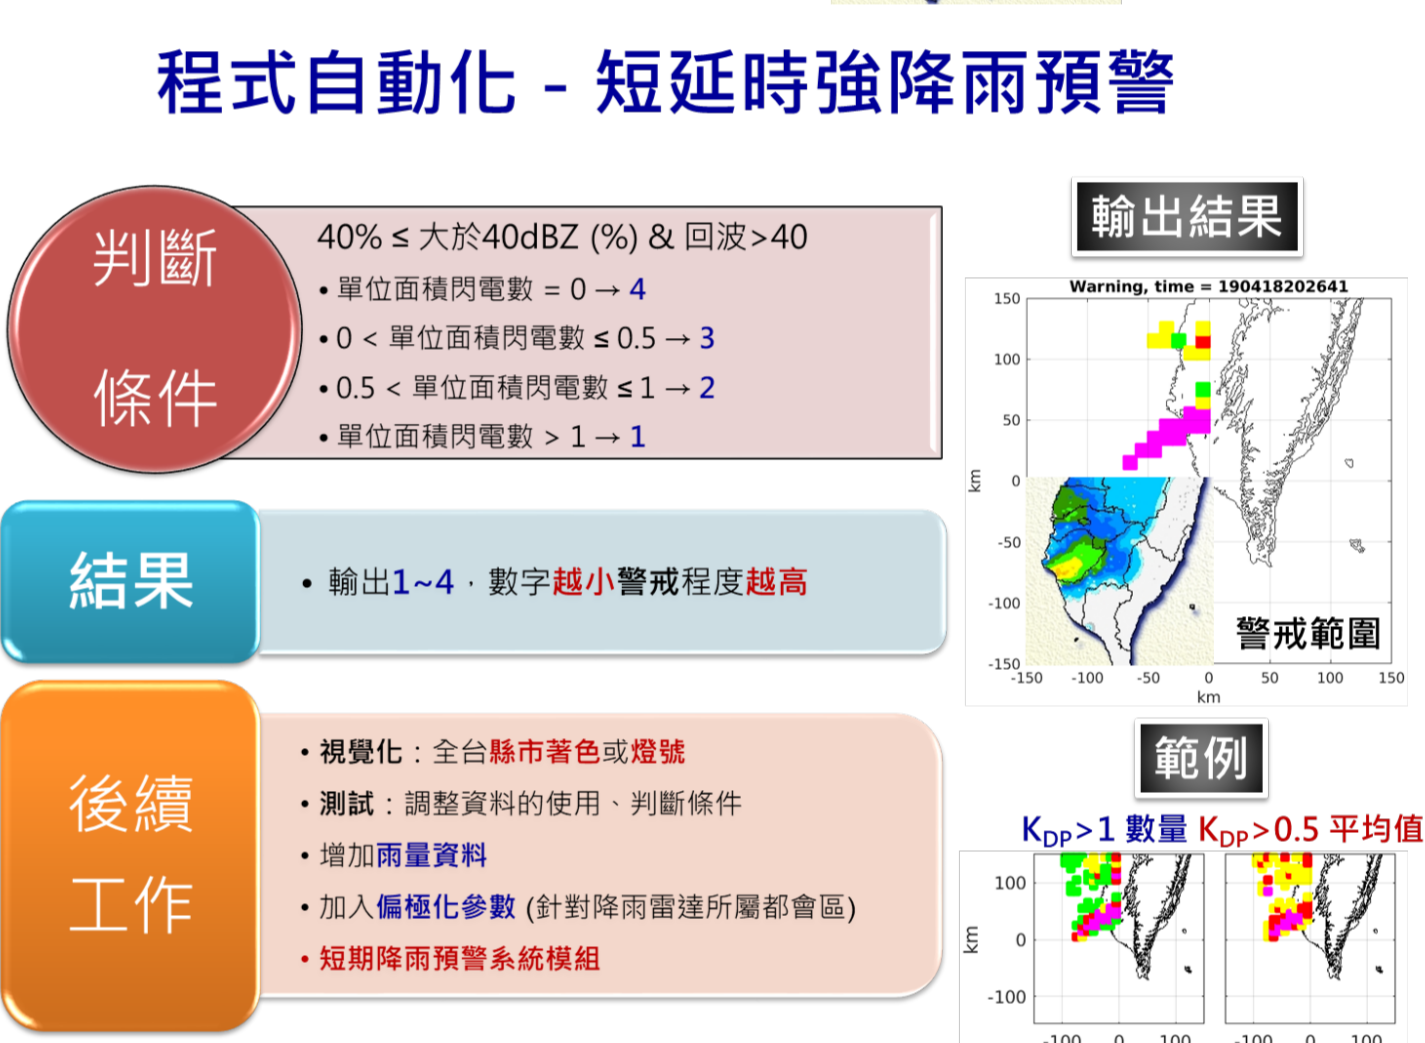 程式自動化 - 短延時強降雨預警
判斷
條件
40% ≤ 大於40dBZ (%) & 回波>40
• 單位面積閃電數 = 0 → 4
• 0 < 單位面積閃電數 ≤ 0.5 → 3
• 0.5 < 單位面積閃電數 ≤ 1 → 2
• 單位面積閃電數 > 1 → 1
結果
• 輸出1~4，數字越小警戒程度越高
後續
工作
• 視覺化：全台縣市著色或燈號
• 測試：調整資料的使用、判斷條件
• 增加雨量資料
• 加入偏極化參數 (針對降雨雷達所屬都會區)
• 短期降雨預警系統模組
輸出結果
Warning, time = 190418202641
150
100
50
0
-50
-100
-150
km
-150 -100 -50 0 50 100 150
km
警戒範圍
範例
KDP>1 數量 KDP>0.5 平均值
100
0
-100
km
-100 0 100
-100 0 100